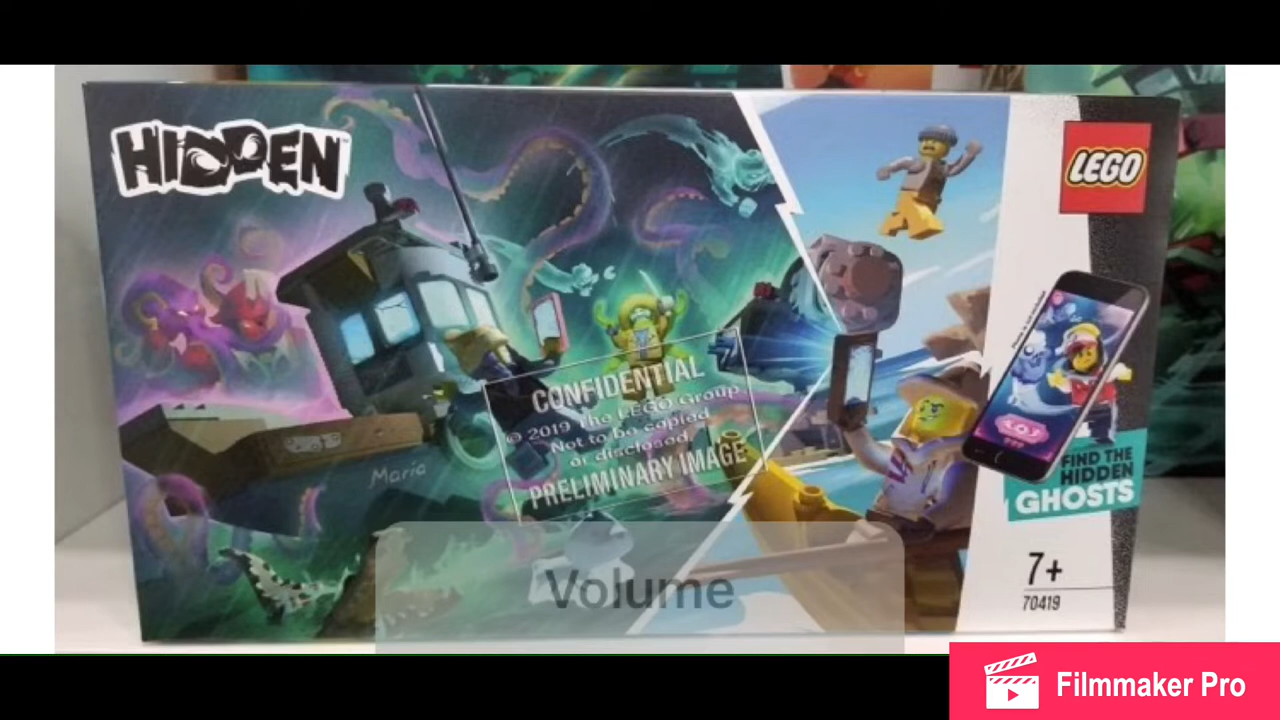 HIDDEN
LEGO
CONFIDENTIAL
© 2019 The LEGO Group
Not to be copied
or disclosed
PRELIMINARY IMAGE
Maria
FIND THE
HIDDEN
GHOSTS
7+
70419
Volume
Filmmaker Pro